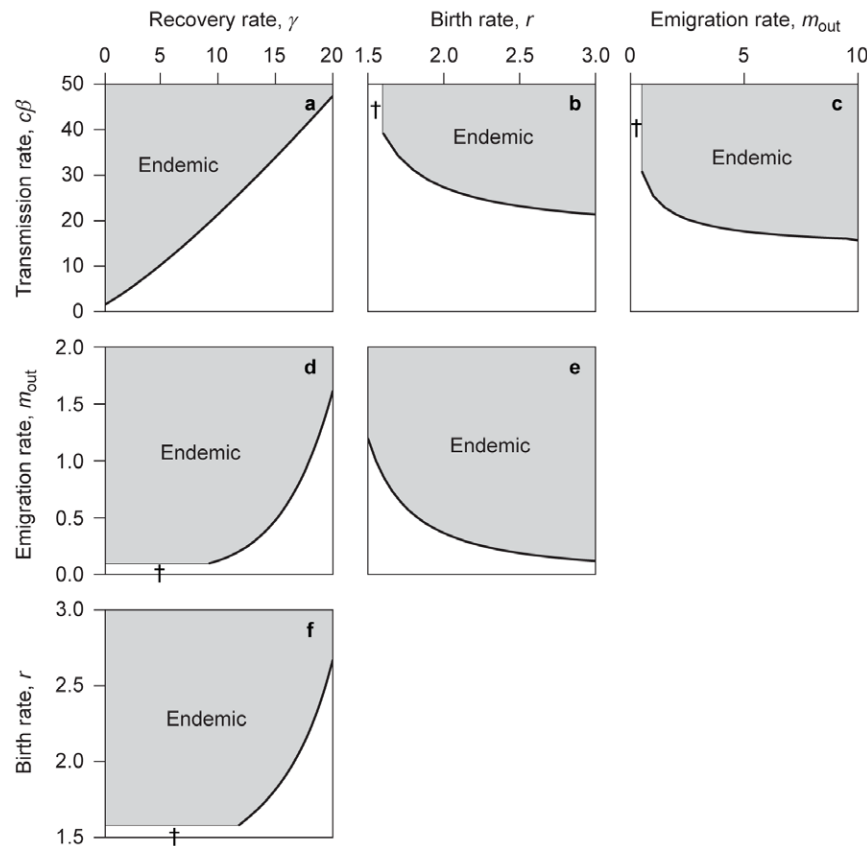 Recovery rate, γ Birth rate, r Emigration rate, m_out
0 5 10 15 20 1.5 2.0 2.5 3.0 0 5 10
Transmission rate, cβ
50
40
30
20
10
0
a
Endemic
b
†
Endemic
c
†
Endemic
Emigration rate, m_out
2.0
1.5
1.0
0.5
0.0
d
Endemic
†
e
Endemic
Birth rate, r
3.0
2.5
2.0
1.5
f
Endemic
†